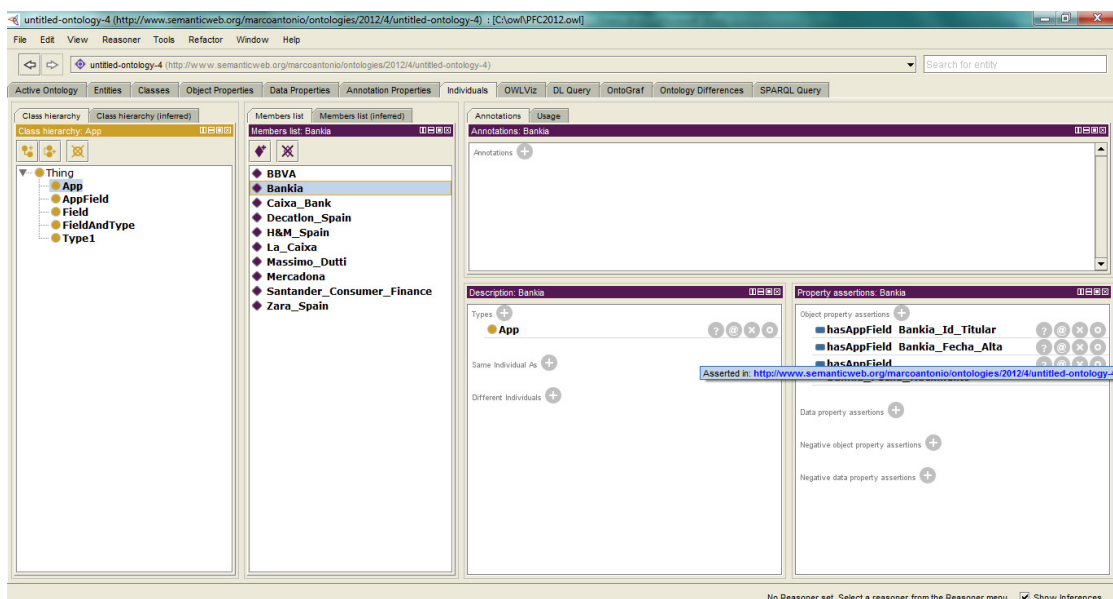 untitled-ontology-4 (http://www.semanticweb.org/marcoantonio/ontologies/2012/4/untitled-ontology-4) : [C:\owl\PFC2012.owl]
File Edit View Reasoner Tools Refactor Window Help
untitled-ontology-4 (http://www.semanticweb.org/marcoantonio/ontologies/2012/4/untitled-ontology-4)
Search for entity
Active Ontology Entities Classes Object Properties Data Properties Annotation Properties Individuals OWLViz DL Query OntoGraf Ontology Differences SPARQL Query
Class hierarchy Class hierarchy (inferred)
Class hierarchy: App
Thing
App
AppField
Field
FieldAndType
Type1
Members list Members list (inferred)
Members list: Bankia
BBVA
Bankia
Caixa_Bank
Decatlon_Spain
H&M_Spain
La_Caixa
Massimo_Dutti
Mercadona
Santander_Consumer_Finance
Zara_Spain
Annotations Usage
Annotations: Bankia
Annotations
Description: Bankia
Types
App
Same Individual As
Different Individuals
Property assertions: Bankia
Object property assertions
hasAppField Bankia_Id_Titular
hasAppField Bankia_Fecha_Alta
hasAppField
Asserted in: http://www.semanticweb.org/marcoantonio/ontologies/2012/4/untitled-ontology-4
Data property assertions
Negative object property assertions
Negative data property assertions
No Reasoner set. Select a reasoner from the Reasoner menu Show Inferences